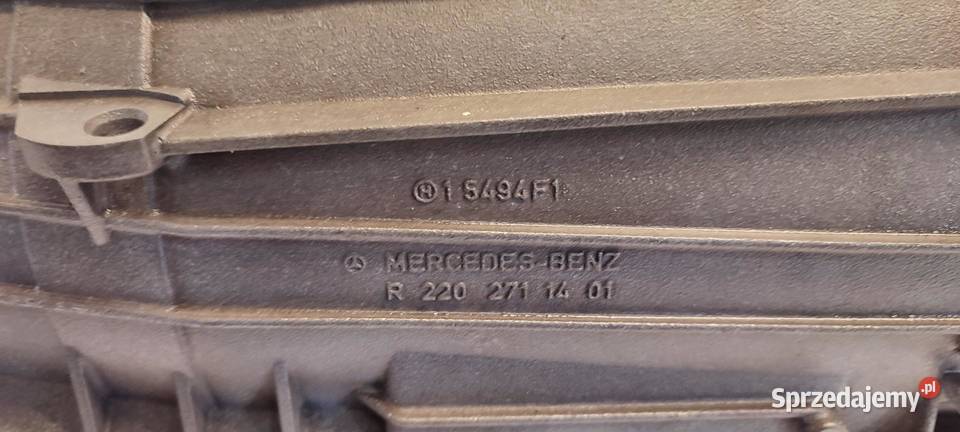 H 1 5494F1
MERCEDES-BENZ
R 220 271 14 01
Sprzedajemy.pl